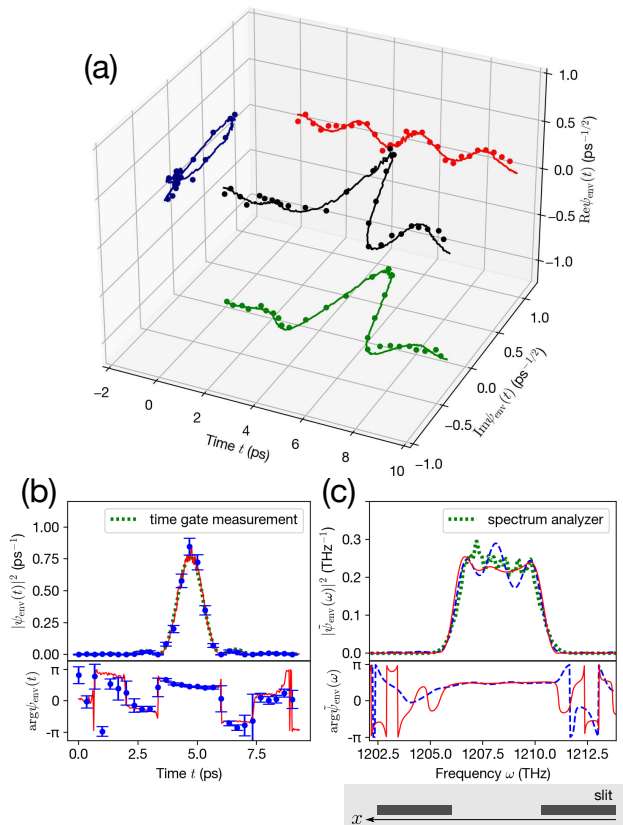 (a)
1.0
0.5
0.0
−0.5
−1.0
Reψenv(t) (ps−1/2)
1.0
0.5
0.0
−0.5
−1.0
Imψenv(t) (ps−1/2)
−2
0
2
4
6
8
10
Time t (ps)
(b)
time gate measurement
1.00
0.75
0.50
0.25
0.00
|ψenv(t)|2 (ps−1)
π
0
−π
argψenv(t)
0.0 2.5 5.0 7.5
Time t (ps)
(c)
spectrum analyzer
0.4
0.3
0.2
0.1
0.0
|ψ̃env(ω)|2 (THz−1)
π
0
-π
argψ̃env(ω)
1202.5 1205.0 1207.5 1210.0 1212.5
Frequency ω (THz)
slit
x